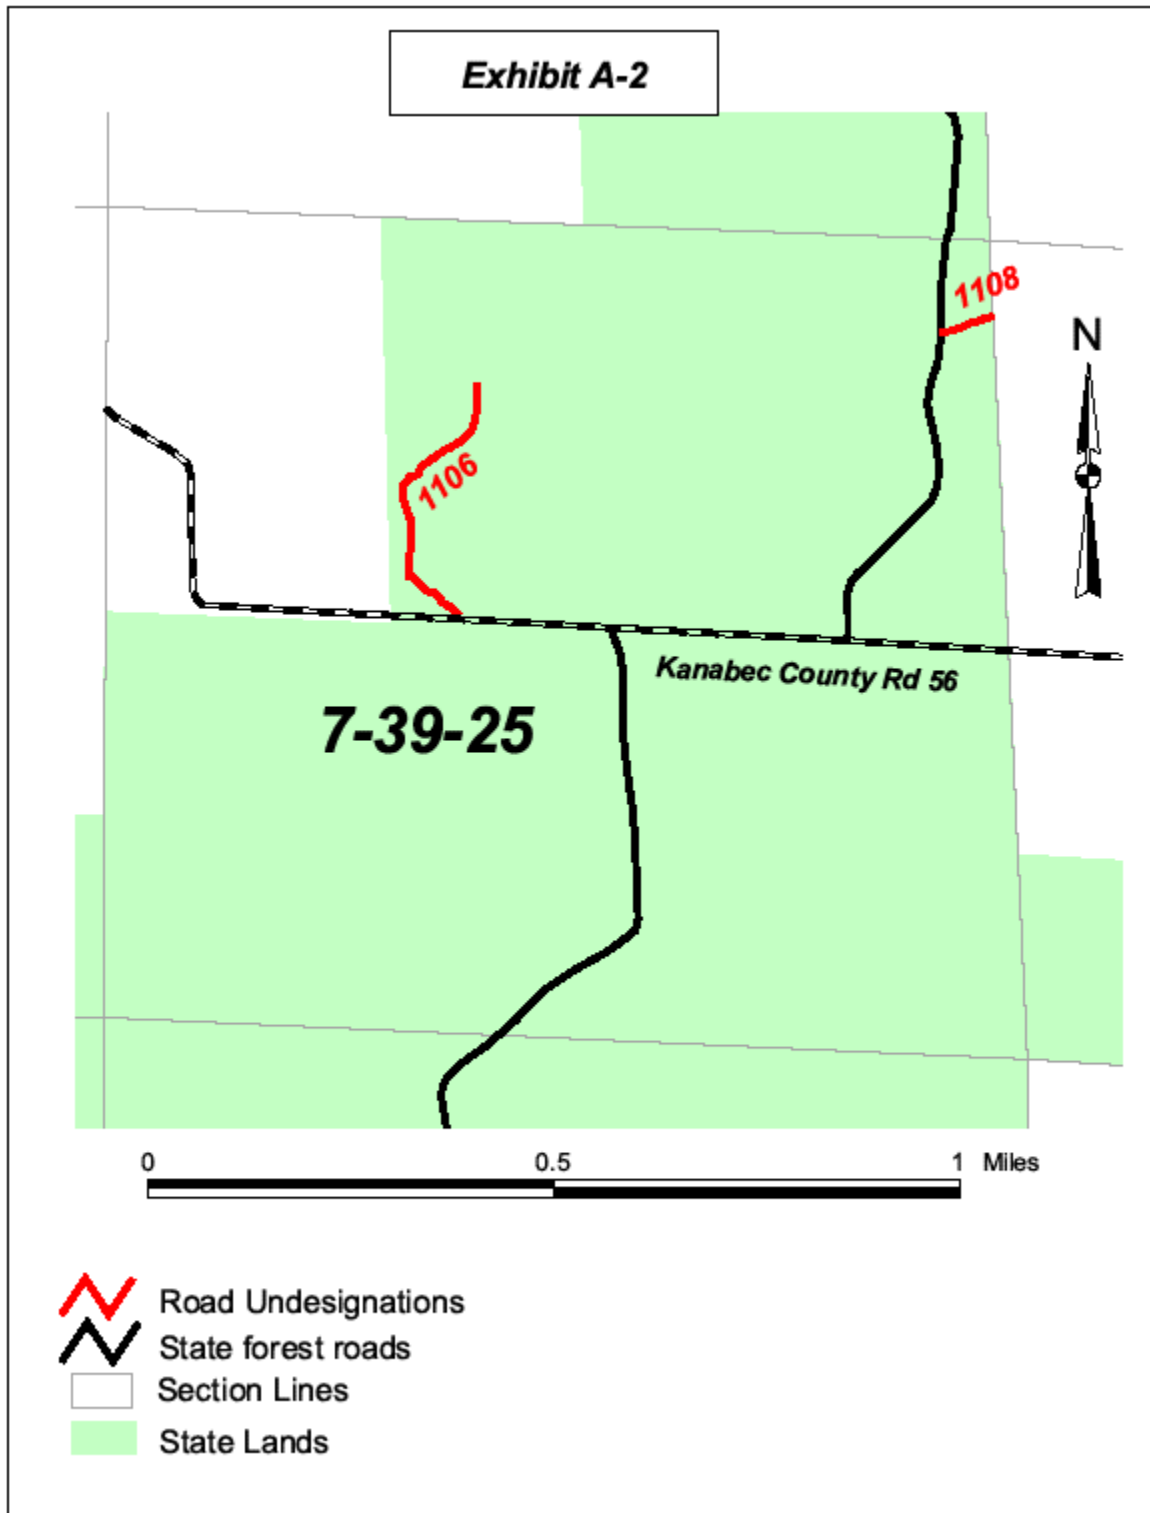 Exhibit A-2
1108
N
1106
Kanabec County Rd 56
7-39-25
0 0.5 1 Miles
Road Undesignations
State forest roads
Section Lines
State Lands